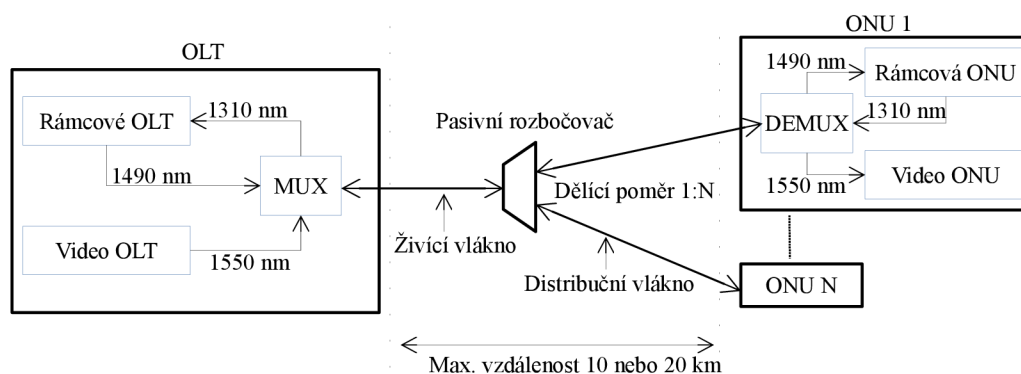 OLT
Rámcové OLT
1310 nm
1490 nm
MUX
Video OLT
1550 nm
Pasivní rozbočovač
Dělící poměr 1:N
Živící vlákno
Distribuční vlákno
Max. vzdálenost 10 nebo 20 km
ONU 1
1490 nm
Rámcová ONU
DEMUX
1310 nm
1550 nm
Video ONU
ONU N